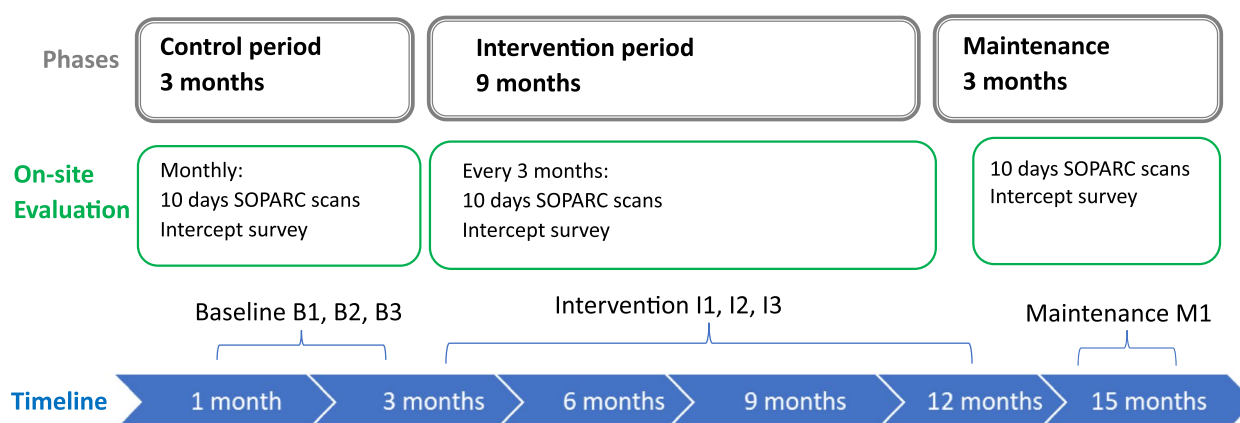 Phases
Control period
3 months
Intervention period
9 months
Maintenance
3 months
On-site
Evaluation
Monthly:
10 days SOPARC scans
Intercept survey
Every 3 months:
10 days SOPARC scans
Intercept survey
10 days SOPARC scans
Intercept survey
Baseline B1, B2, B3
Intervention I1, I2, I3
Maintenance M1
Timeline
1 month
3 months
6 months
9 months
12 months
15 months